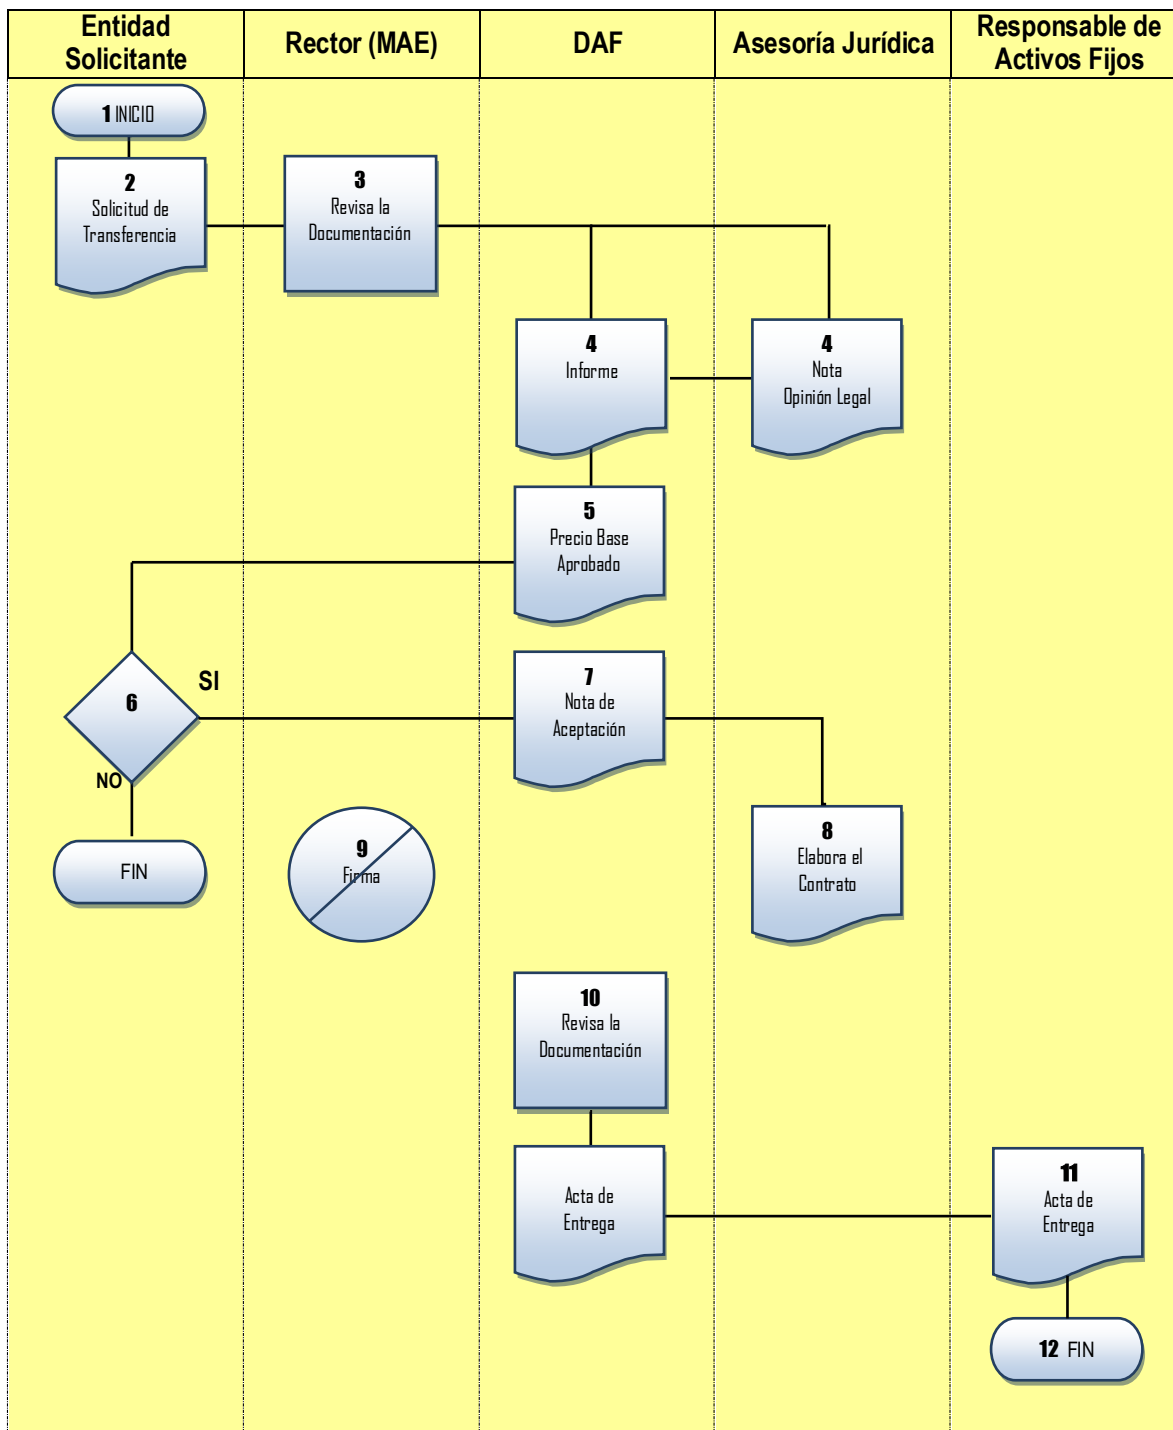 Entidad
Solicitante
Rector (MAE)
DAF
Asesoría Jurídica
Responsable de
Activos Fijos
1 INICIO
2
Solicitud de
Transferencia
3
Revisa la
Documentación
4
Informe
4
Nota
Opinión Legal
5
Precio Base
Aprobado
6
SI
NO
7
Nota de
Aceptación
8
Elabora el
Contrato
FIN
9
Firma
10
Revisa la
Documentación
Acta de
Entrega
11
Acta de
Entrega
12 FIN